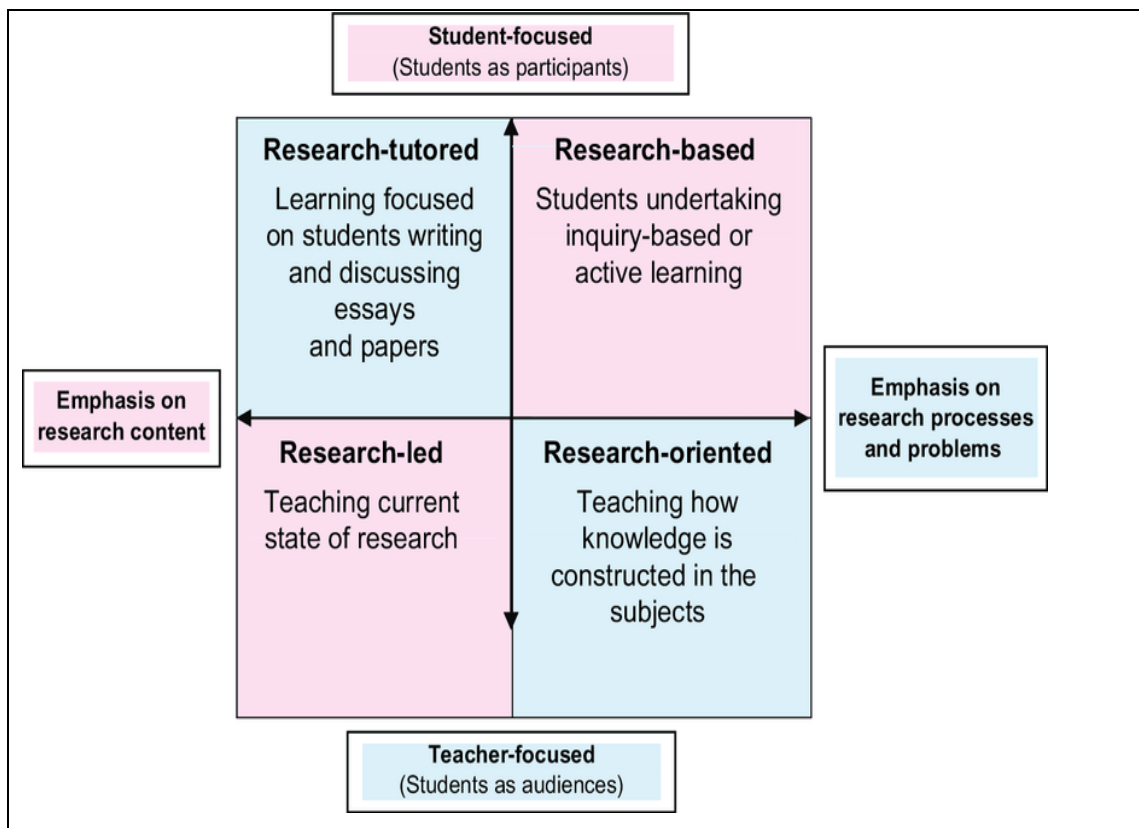 Student-focused
(Students as participants)
Research-tutored
Learning focused
on students writing
and discussing
essays
and papers
Research-based
Students undertaking
inquiry-based or
active learning
Emphasis on
research content
Emphasis on
research processes
and problems
Research-led
Teaching current
state of research
Research-oriented
Teaching how
knowledge is
constructed in the
subjects
Teacher-focused
(Students as audiences)